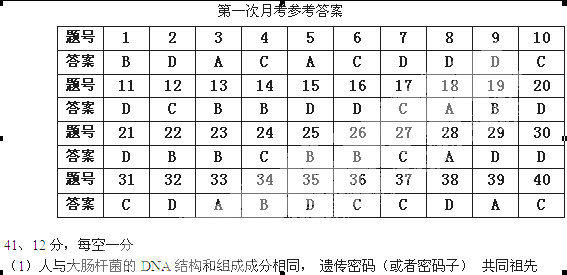 第一次月考参考答案
题号 1 2 3 4 5 6 7 8 9 10
答案 B D A C A C D D D C
题号 11 12 13 14 15 16 17 18 19 20
答案 D C B B D D C A B D
题号 21 22 23 24 25 26 27 28 29 30
答案 D B B C B B C A D D
题号 31 32 33 34 35 36 37 38 39 40
答案 C D A B D C C D A C
41、12 分，每空一分
（1）人与大肠杆菌的 DNA 结构和组成成分相同， 遗传密码（或者密码子） 共同祖先